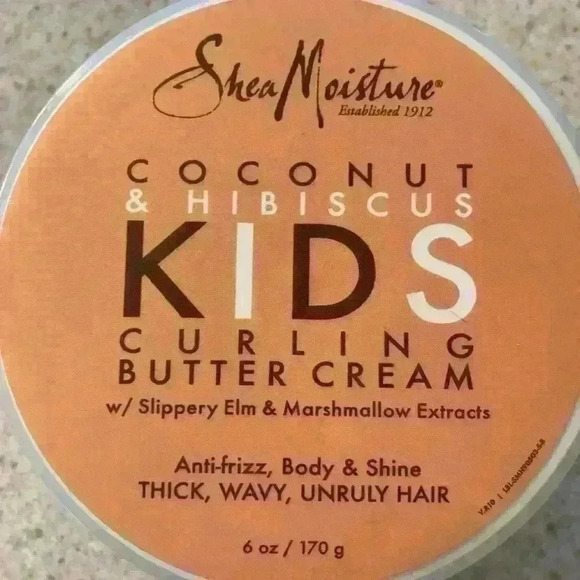 SheaMoisture®
Established 1912
COCONUT
& HIBISCUS
KIDS
CURLING
BUTTER CREAM
w/ Slippery Elm & Marshmallow Extracts
Anti-frizz, Body & Shine
THICK, WAVY, UNRULY HAIR
6 oz / 170 g